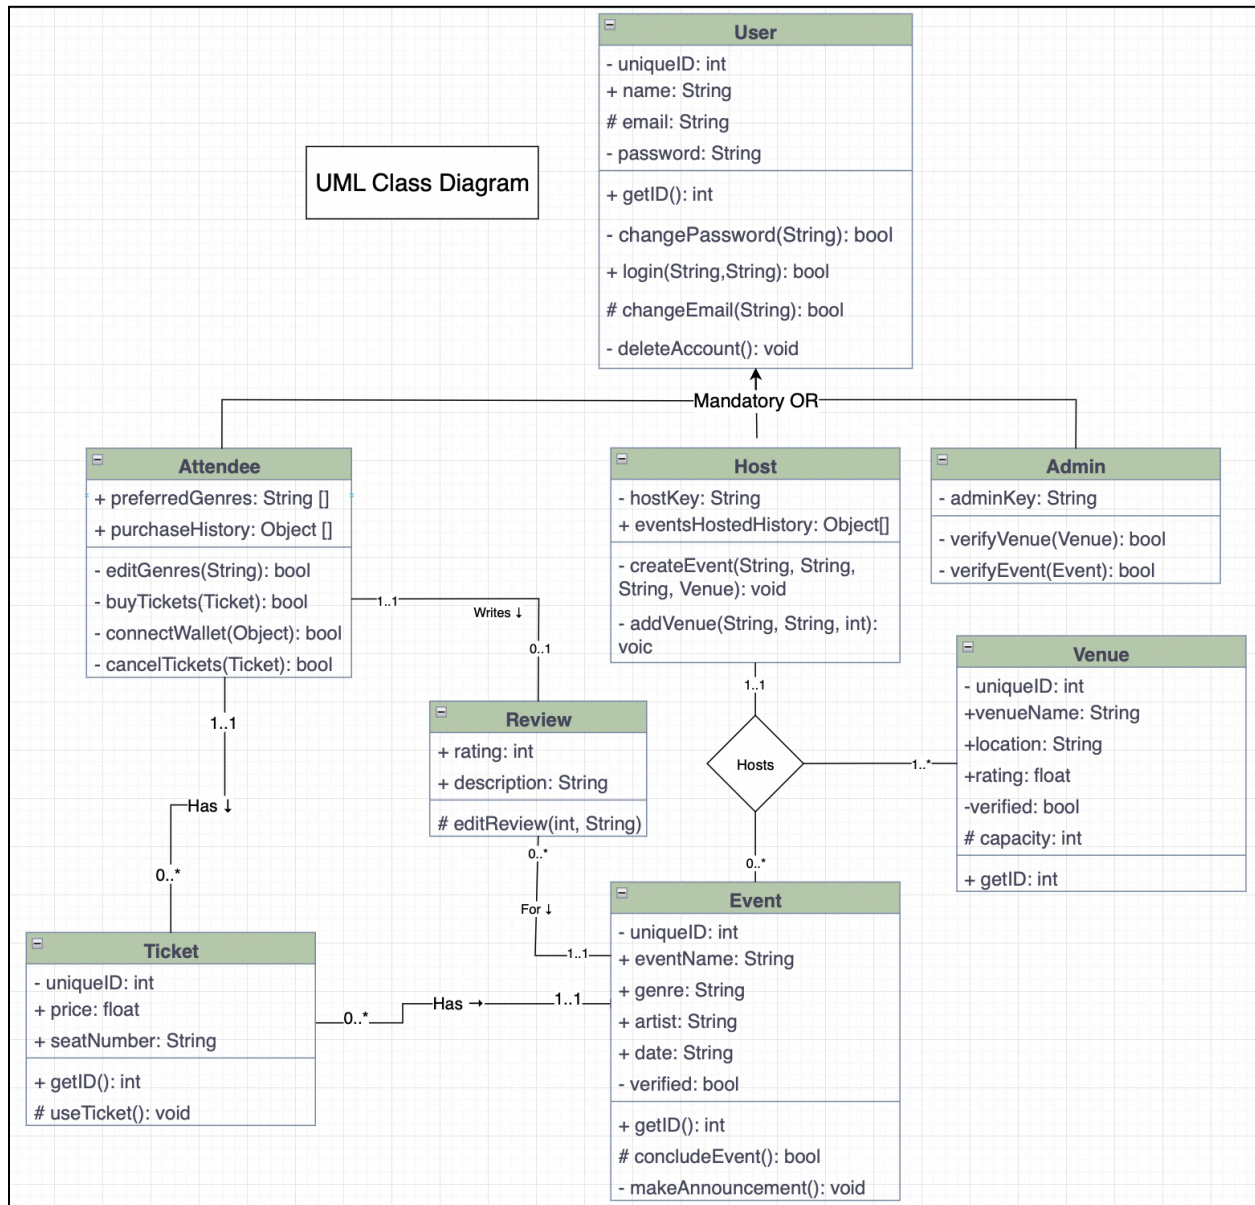 User
- uniqueID: int
+ name: String
# email: String
- password: String
+ getID(): int
- changePassword(String): bool
+ login(String,String): bool
# changeEmail(String): bool
- deleteAccount(): void
UML Class Diagram
Mandatory OR
Attendee
+ preferredGenres: String []
+ purchaseHistory: Object []
- editGenres(String): bool
- buyTickets(Ticket): bool
- connectWallet(Object): bool
- cancelTickets(Ticket): bool
Host
- hostKey: String
+ eventsHostedHistory: Object[]
- createEvent(String, String,
String, Venue): void
- addVenue(String, String, int):
voic
Admin
- adminKey: String
- verifyVenue(Venue): bool
- verifyEvent(Event): bool
1..1
Writes ↓
0..1
Review
+ rating: int
+ description: String
# editReview(int, String)
1..1
Hosts
1..*
0..*
Venue
- uniqueID: int
+venueName: String
+location: String
+rating: float
-verified: bool
# capacity: int
+ getID: int
1..1
Has ↓
0..*
0..*
For ↓
1..1
Ticket
- uniqueID: int
+ price: float
+ seatNumber: String
+ getID(): int
# useTicket(): void
0..*
Has →
1..1
Event
- uniqueID: int
+ eventName: String
+ genre: String
+ artist: String
+ date: String
- verified: bool
+ getID(): int
# concludeEvent(): bool
- makeAnnouncement(): void